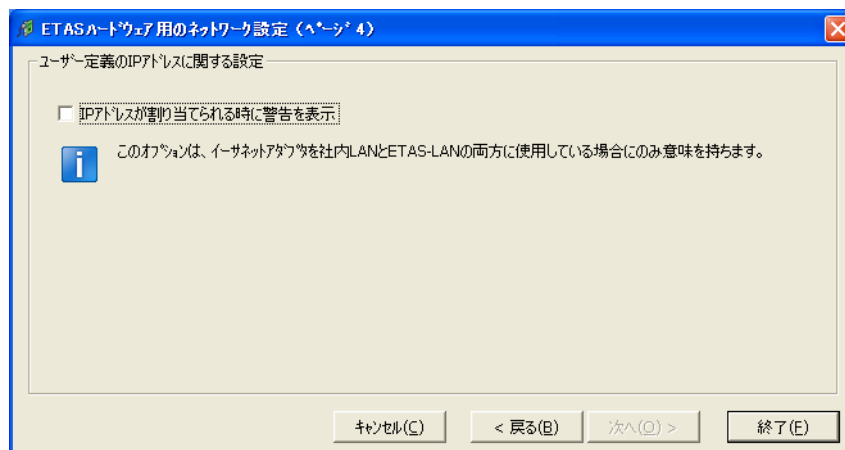 ETASハードウェア用のネットワーク設定（ページ 4）
ユーザー定義のIPアドレスに関する設定
IPアドレスが割り当てられる時に警告を表示
このオプションは、イーサネットアダプタを社内LANとETAS-LANの両方に使用している場合にのみ意味を持ちます。
キャンセル(C)
< 戻る(B)
次へ(O) >
終了(E)